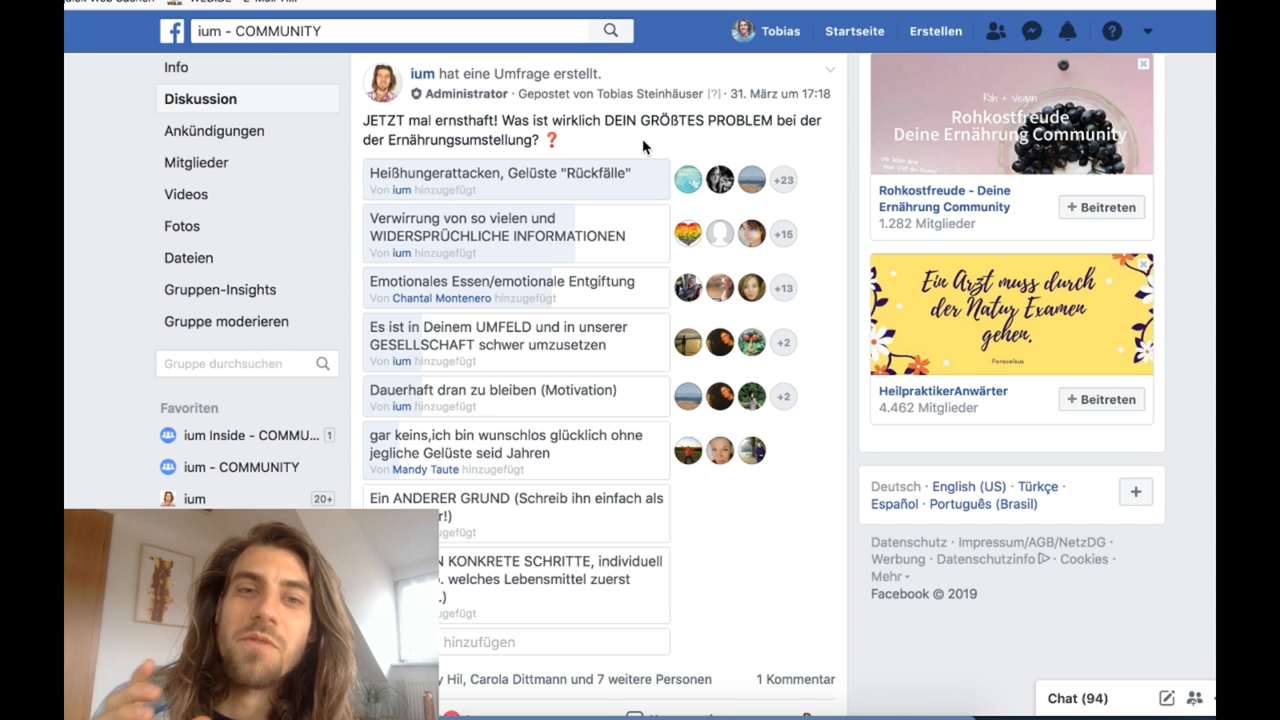 ium - COMMUNITY
Tobias
Startseite
Erstellen
Info
Diskussion
Ankündigungen
Mitglieder
Videos
Fotos
Dateien
Gruppen-Insights
Gruppe moderieren
Gruppe durchsuchen
Favoriten
ium Inside - COMMU... 1
ium - COMMUNITY
ium 20+
ium hat eine Umfrage erstellt.
Administrator · Gepostet von Tobias Steinhäuser [?] · 31. März um 17:18
JETZT mal ernsthaft! Was ist wirklich DEIN GRÖßTES PROBLEM bei der
der Ernährungsumstellung? ❓
Heißhungerattacken, Gelüste "Rückfälle"
Von ium hinzugefügt
+23
Verwirrung von so vielen und
WIDERSPRÜCHLICHE INFORMATIONEN
Von ium hinzugefügt
+15
Emotionales Essen/emotionale Entgiftung
Von Chantal Montenero hinzugefügt
+13
Es ist in Deinem UMFELD und in unserer
GESELLSCHAFT schwer umzusetzen
Von ium hinzugefügt
+2
Dauerhaft dran zu bleiben (Motivation)
Von ium hinzugefügt
+2
gar keins,ich bin wunschlos glücklich ohne
jegliche Gelüste seid Jahren
Von Mandy Taute hinzugefügt
Ein ANDERER GRUND (Schreib ihn einfach als
r!)
gefügt
N KONKRETE SCHRITTE, individuell
. welches Lebensmittel zuerst
.)
gefügt
hinzufügen
y Hil, Carola Dittmann und 7 weitere Personen
1 Kommentar
Roh + vegan
Rohkostfreude
Deine Ernährung Community
Rohkostfreude - Deine
Ernährung Community
1.282 Mitglieder
+ Beitreten
Ein Arzt muss durch
der Natur Examen
gehen.
Paracelsus
HeilpraktikerAnwärter
4.462 Mitglieder
+ Beitreten
Deutsch · English (US) · Türkçe ·
Español · Português (Brasil)
Datenschutz · Impressum/AGB/NetzDG ·
Werbung · Datenschutzinfo · Cookies ·
Mehr
Facebook © 2019
Chat (94)